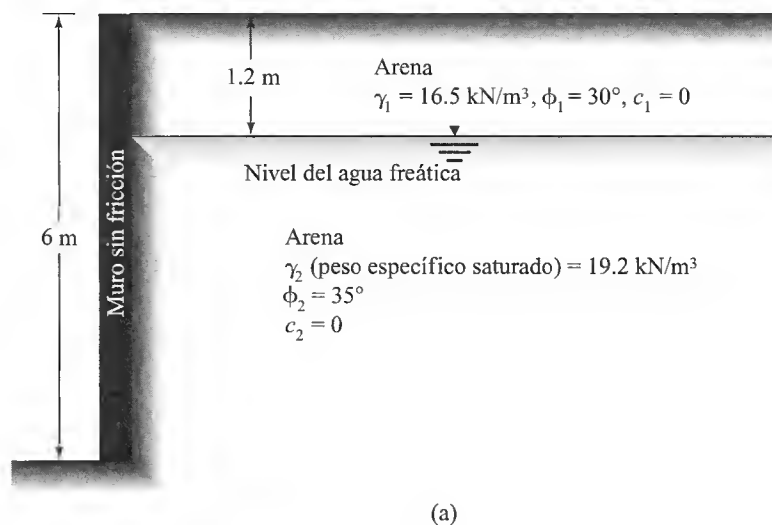 1.2 m
Arena
γ₁ = 16.5 kN/m³, ϕ₁ = 30°, c₁ = 0
Nivel del agua freática
6 m
Muro sin fricción
Arena
γ₂ (peso específico saturado) = 19.2 kN/m³
ϕ₂ = 35°
c₂ = 0
(a)